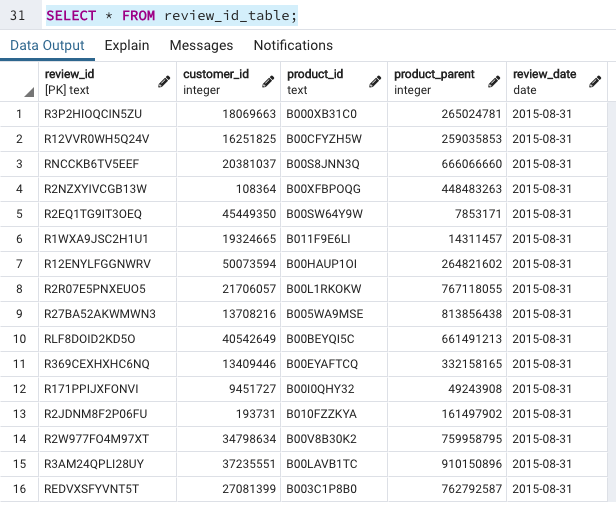 31 SELECT * FROM review_id_table;
Data Output Explain Messages Notifications
review_id customer_id product_id product_parent review_date
[PK] text integer text integer date
1 R3P2HIOQCIN5ZU 18069663 B000XB31C0 265024781 2015-08-31
2 R12VVR0WH5Q24V 16251825 B00CFYZH5W 259035853 2015-08-31
3 RNCCKB6TV5EEF 20381037 B00S8JNN3Q 666066660 2015-08-31
4 R2NZXYIVCGB13W 108364 B00XFBPOQG 448483263 2015-08-31
5 R2EQ1TG9IT3OEQ 45449350 B00SW64Y9W 7853171 2015-08-31
6 R1WXA9JSC2H1U1 19324665 B011F9E6LI 14311457 2015-08-31
7 R12ENYLFGGNWRV 50073594 B00HAUP1OI 264821602 2015-08-31
8 R2R07E5PNXEUO5 21706057 B00L1RKOKW 767118055 2015-08-31
9 R27BA52AKWMWN3 13708216 B005WA9MSE 813856438 2015-08-31
10 RLF8DOID2KD5O 40542649 B00BEYQI5C 661491213 2015-08-31
11 R369CEXHXHC6NQ 13409446 B00EYAFTCQ 332158165 2015-08-31
12 R171PPIJXFONVI 9451727 B00I0QHY32 49243908 2015-08-31
13 R2JDNM8F2P06FU 193731 B010FZZKYA 161497902 2015-08-31
14 R2W977FO4M97XT 34798634 B00V8B30K2 759958795 2015-08-31
15 R3AM24QPLI28UY 37235551 B00LAVB1TC 910150896 2015-08-31
16 REDVXSFYVNT5T 27081399 B003C1P8B0 762792587 2015-08-31